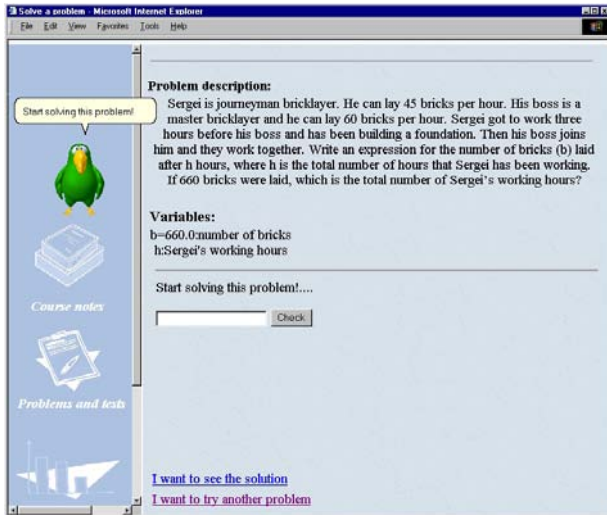 Solve a problem - Microsoft Internet Explorer
File Edit View Favorites Tools Help
Start solving this problem!
Course notes
Problems and tests
Problem description:
Sergei is journeyman bricklayer. He can lay 45 bricks per hour. His boss is a
master bricklayer and he can lay 60 bricks per hour. Sergei got to work three
hours before his boss and has been building a foundation. Then his boss joins
him and they work together. Write an expression for the number of bricks (b) laid
after h hours, where h is the total number of hours that Sergei has been working.
If 660 bricks were laid, which is the total number of Sergei's working hours?
Variables:
b=660.0:number of bricks
h:Sergei's working hours
Start solving this problem!....
Check
I want to see the solution
I want to try another problem